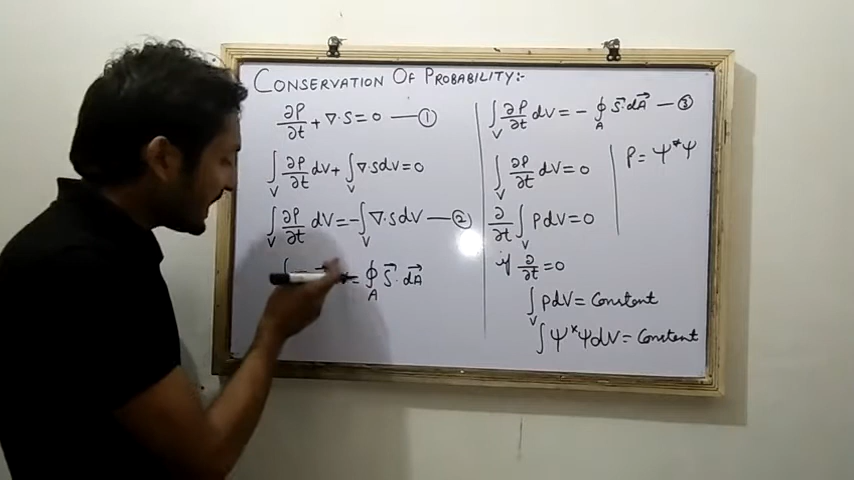 CONSERVATION OF PROBABILITY:-
∂P/∂t + ∇·S = 0 — ①
∫_V ∂P/∂t dV + ∫_V ∇·S dV = 0
∫_V ∂P/∂t dV = -∫_V ∇·S dV — ②
= ∮_A S⃗·dA⃗
∫_V ∂P/∂t dV = - ∮_A S⃗·dA⃗ — ③
∫_V ∂P/∂t dV = 0
∂/∂t ∫_V P dV = 0
if ∂/∂t = 0
∫_V P dV = Constant
∫ Ψ*Ψ dV = Constant
P = Ψ*Ψ